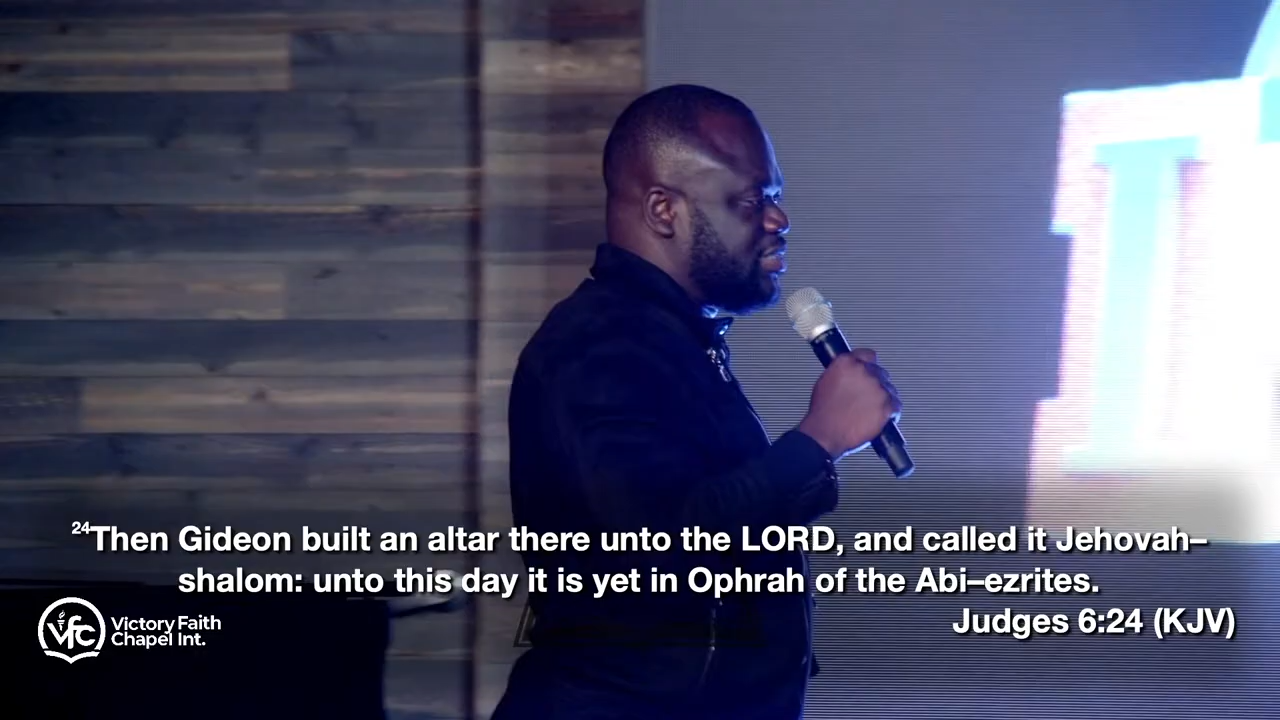 ²⁴Then Gideon built an altar there unto the LORD, and called it Jehovah–
shalom: unto this day it is yet in Ophrah of the Abi–ezrites.
Judges 6:24 (KJV)
vfc
Victory Faith
Chapel Int.